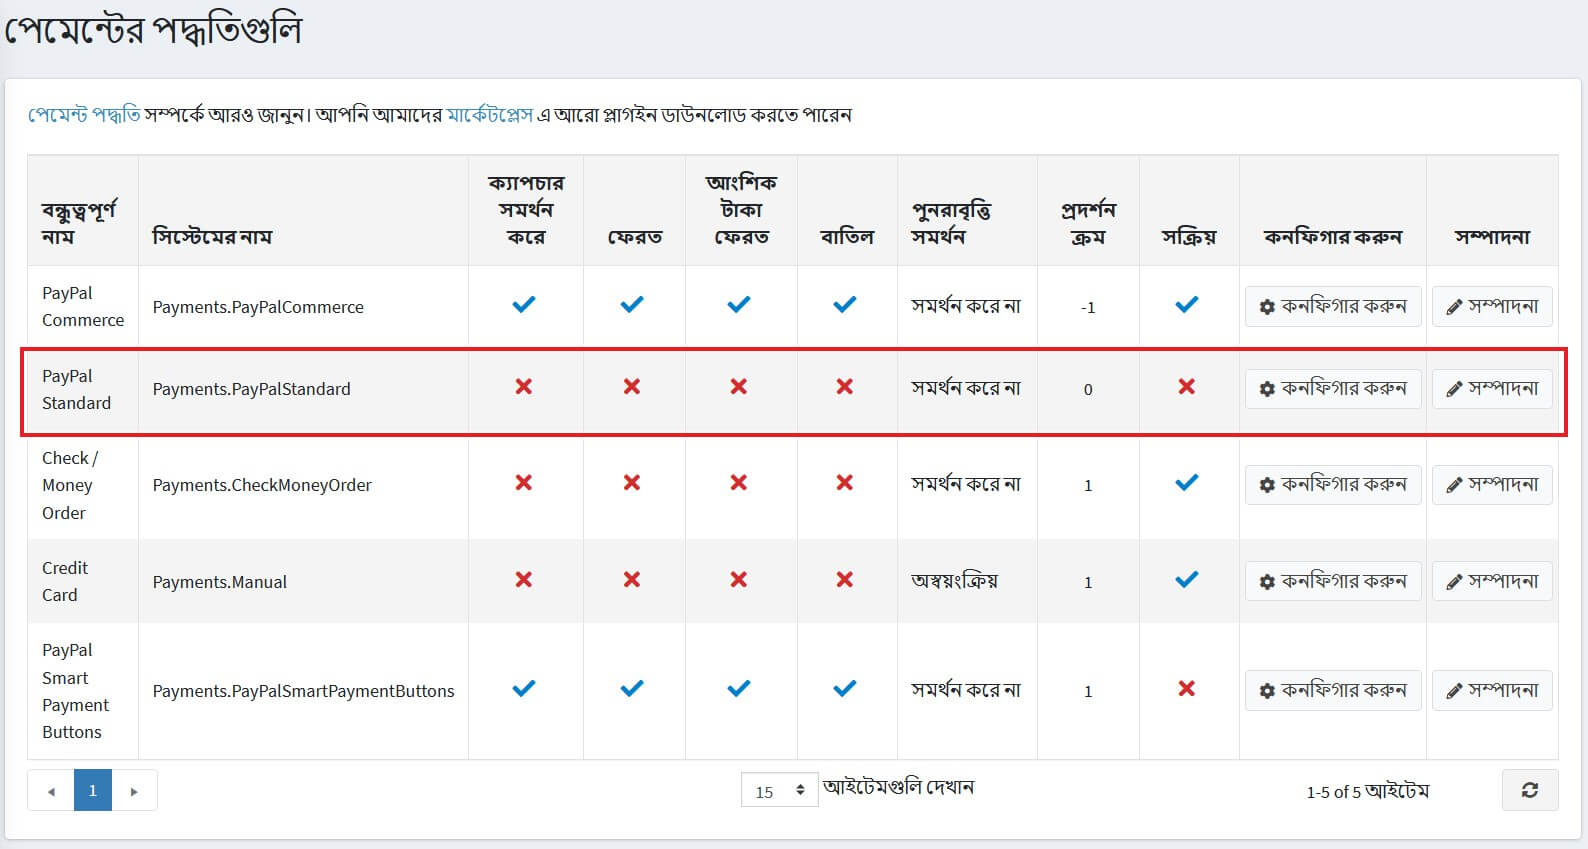 পেমেন্টের পদ্ধতিগুলি
পেমেন্ট পদ্ধতি সম্পর্কে আরও জানুন। আপনি আমাদের মার্কেটপ্লেস এ আরো প্লাগইন ডাউনলোড করতে পারেন
বন্ধুত্বপূর্ণ নাম সিস্টেমের নাম ক্যাপচার সমর্থন করে ফেরত আংশিক টাকা ফেরত বাতিল পুনরাবৃত্তি সমর্থন প্রদর্শন ক্রম সক্রিয় কনফিগার করুন সম্পাদনা
PayPal Commerce Payments.PayPalCommerce সমর্থন করে না -1 কনফিগার করুন সম্পাদনা
PayPal Standard Payments.PayPalStandard সমর্থন করে না 0 কনফিগার করুন সম্পাদনা
Check / Money Order Payments.CheckMoneyOrder সমর্থন করে না 1 কনফিগার করুন সম্পাদনা
Credit Card Payments.Manual অস্বয়ংক্রিয় 1 কনফিগার করুন সম্পাদনা
PayPal Smart Payment Buttons Payments.PayPalSmartPaymentButtons সমর্থন করে না 1 কনফিগার করুন সম্পাদনা
1 15 আইটেমগুলি দেখান 1-5 of 5 আইটেম